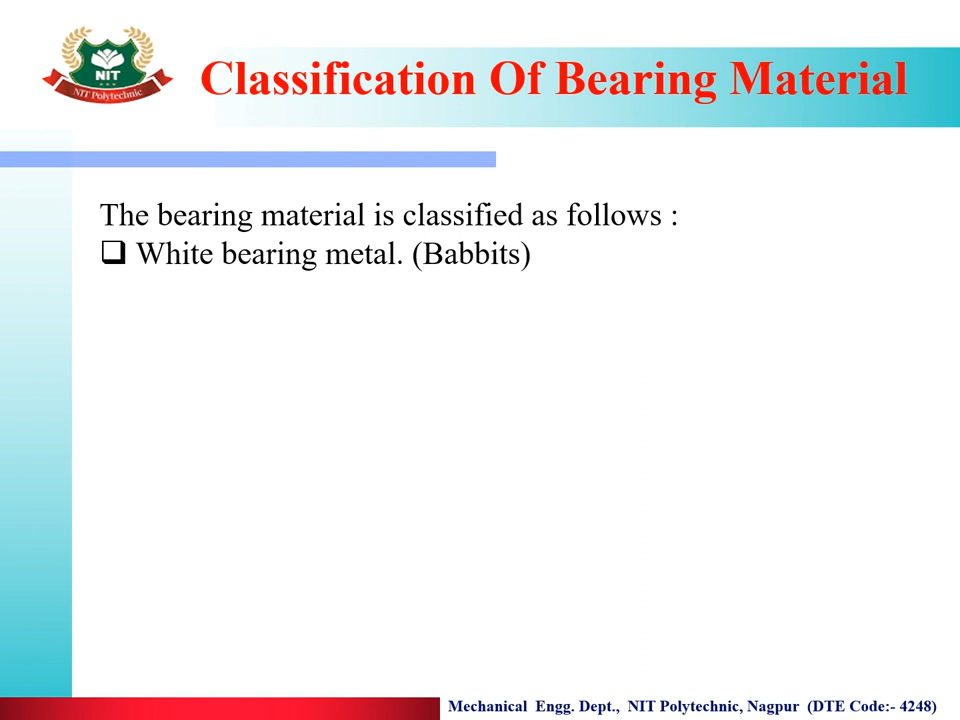 NIT
NIT Polytechnic
Classification Of Bearing Material
The bearing material is classified as follows :
❑ White bearing metal. (Babbits)
Mechanical Engg. Dept., NIT Polytechnic, Nagpur (DTE Code:- 4248)